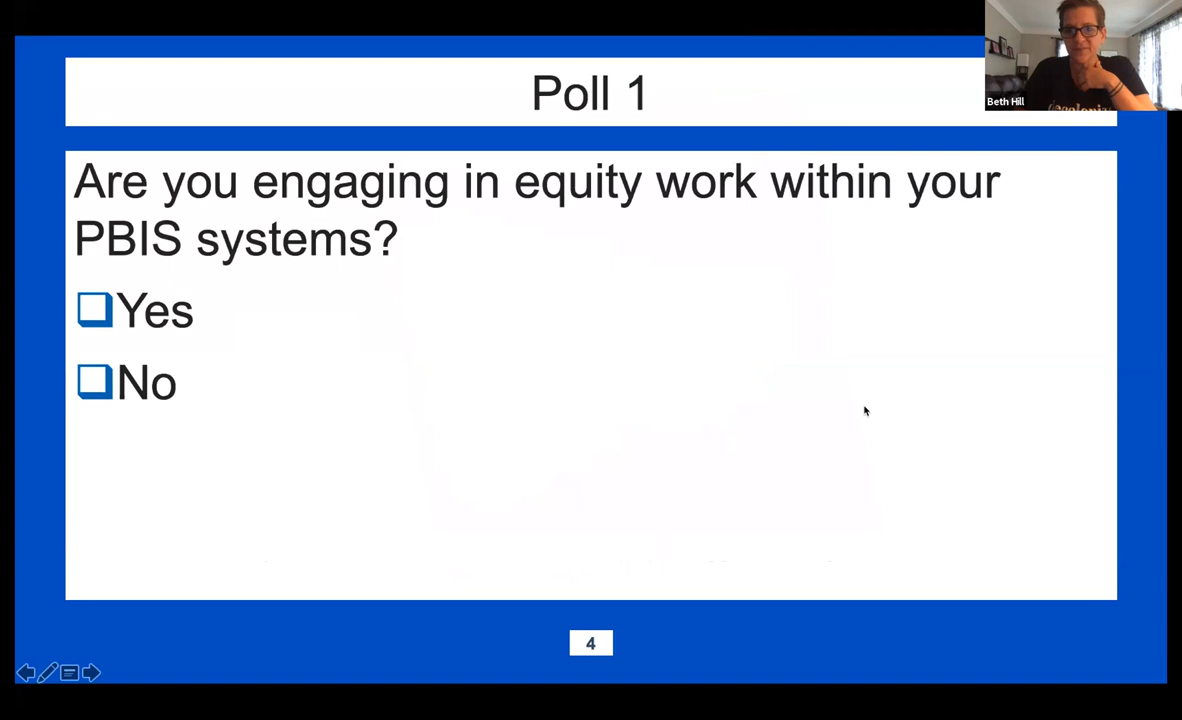 Poll 1
Beth Hill
Are you engaging in equity work within your
PBIS systems?
Yes
No
4